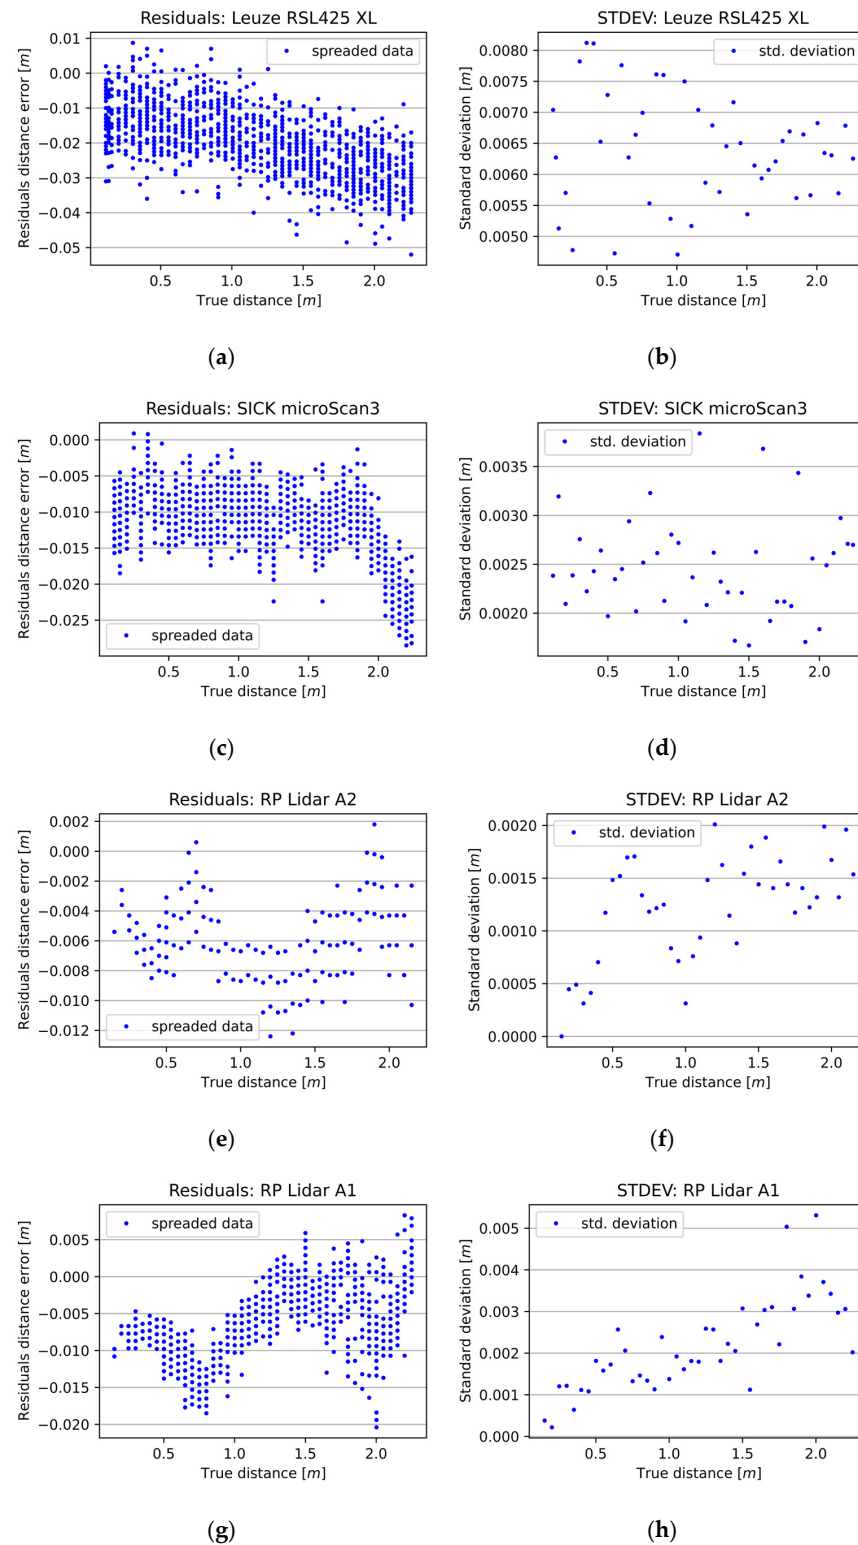 Residuals: Leuze RSL425 XL
STDEV: Leuze RSL425 XL
Residuals distance error [m]
0.01
0.00
−0.01
−0.02
−0.03
−0.04
−0.05
spreaded data
0.5 1.0 1.5 2.0
True distance [m]
Standard deviation [m]
0.0080
0.0075
0.0070
0.0065
0.0060
0.0055
0.0050
std. deviation
0.5 1.0 1.5 2.0
True distance [m]
(a)
(b)
Residuals: SICK microScan3
STDEV: SICK microScan3
Residuals distance error [m]
0.000
−0.005
−0.010
−0.015
−0.020
−0.025
spreaded data
0.5 1.0 1.5 2.0
True distance [m]
Standard deviation [m]
0.0035
0.0030
0.0025
0.0020
std. deviation
0.5 1.0 1.5 2.0
True distance [m]
(c)
(d)
Residuals: RP Lidar A2
STDEV: RP Lidar A2
Residuals distance error [m]
0.002
0.000
−0.002
−0.004
−0.006
−0.008
−0.010
−0.012
spreaded data
0.5 1.0 1.5 2.0
True distance [m]
Standard deviation [m]
0.0020
0.0015
0.0010
0.0005
0.0000
std. deviation
0.5 1.0 1.5 2.0
True distance [m]
(e)
(f)
Residuals: RP Lidar A1
STDEV: RP Lidar A1
Residuals distance error [m]
0.005
0.000
−0.005
−0.010
−0.015
−0.020
spreaded data
0.5 1.0 1.5 2.0
True distance [m]
Standard deviation [m]
0.005
0.004
0.003
0.002
0.001
0.000
std. deviation
0.5 1.0 1.5 2.0
True distance [m]
(g)
(h)